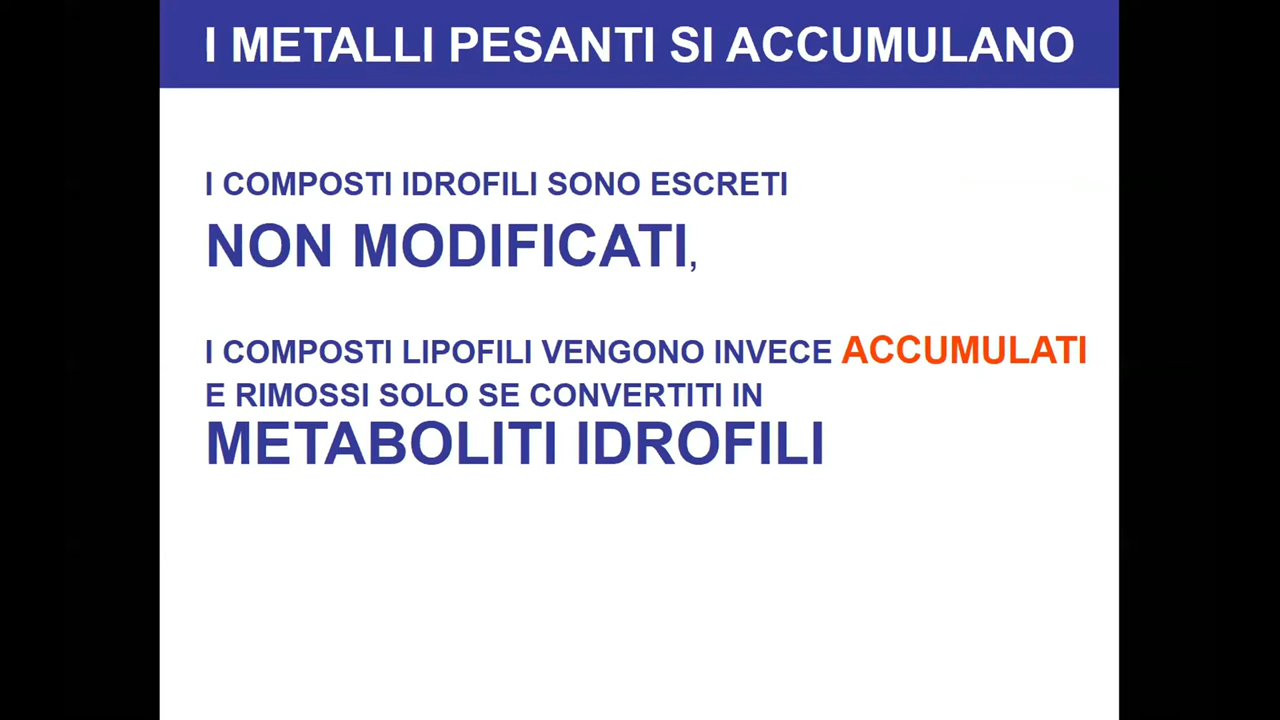 I METALLI PESANTI SI ACCUMULANO
I COMPOSTI IDROFILI SONO ESCRETI
NON MODIFICATI,
I COMPOSTI LIPOFILI VENGONO INVECE ACCUMULATI
E RIMOSSI SOLO SE CONVERTITI IN
METABOLITI IDROFILI